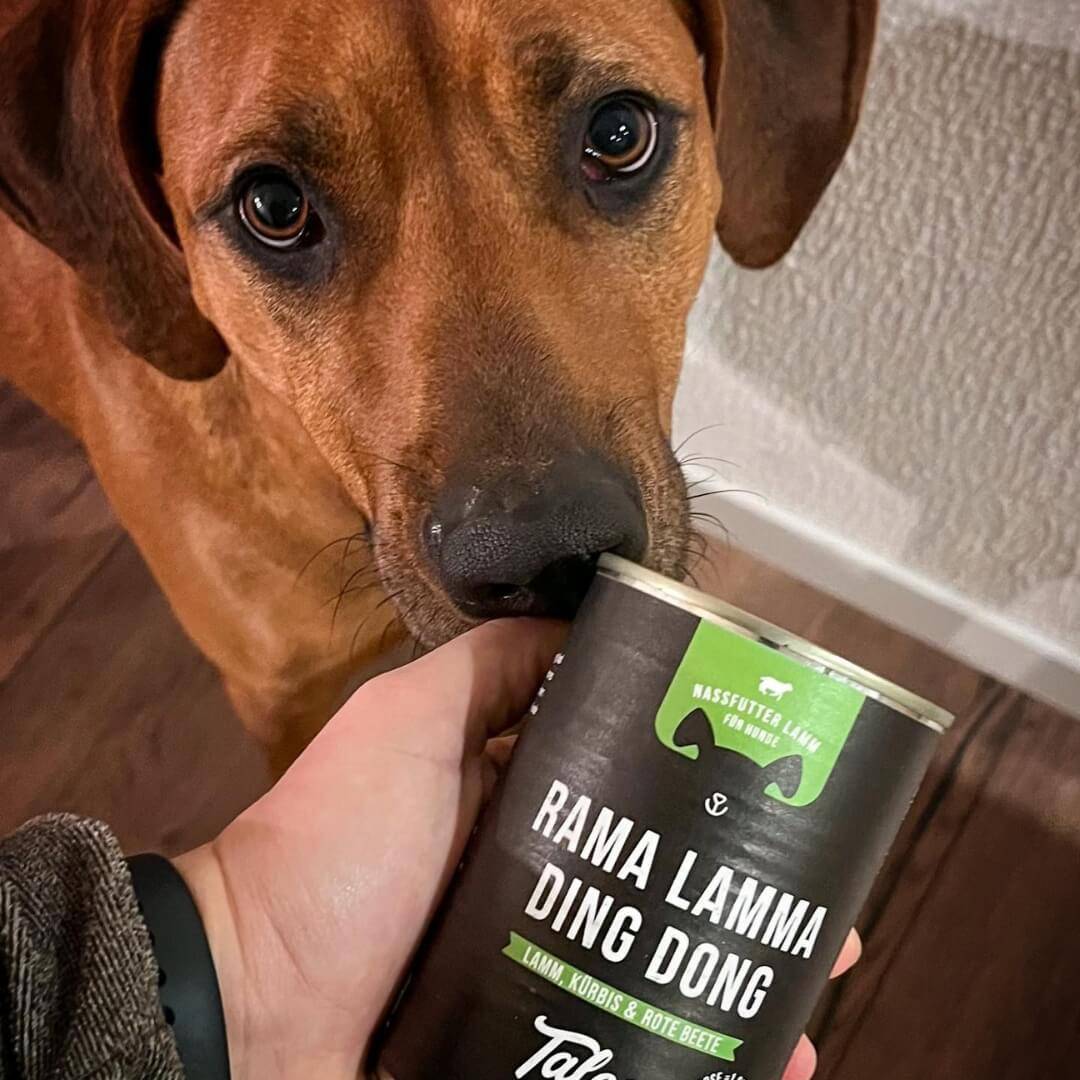 NASSFUTTER LAMM
FÜR HUNDE
RAMA LAMMA
DING DONG
LAMM, KÜRBIS & ROTE BEETE